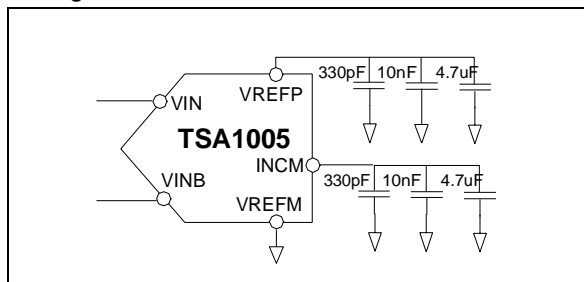 330pF 10nF 4.7uF
VREFP
VIN
TSA1005
INCM
VINB
330pF 10nF 4.7uF
VREFM